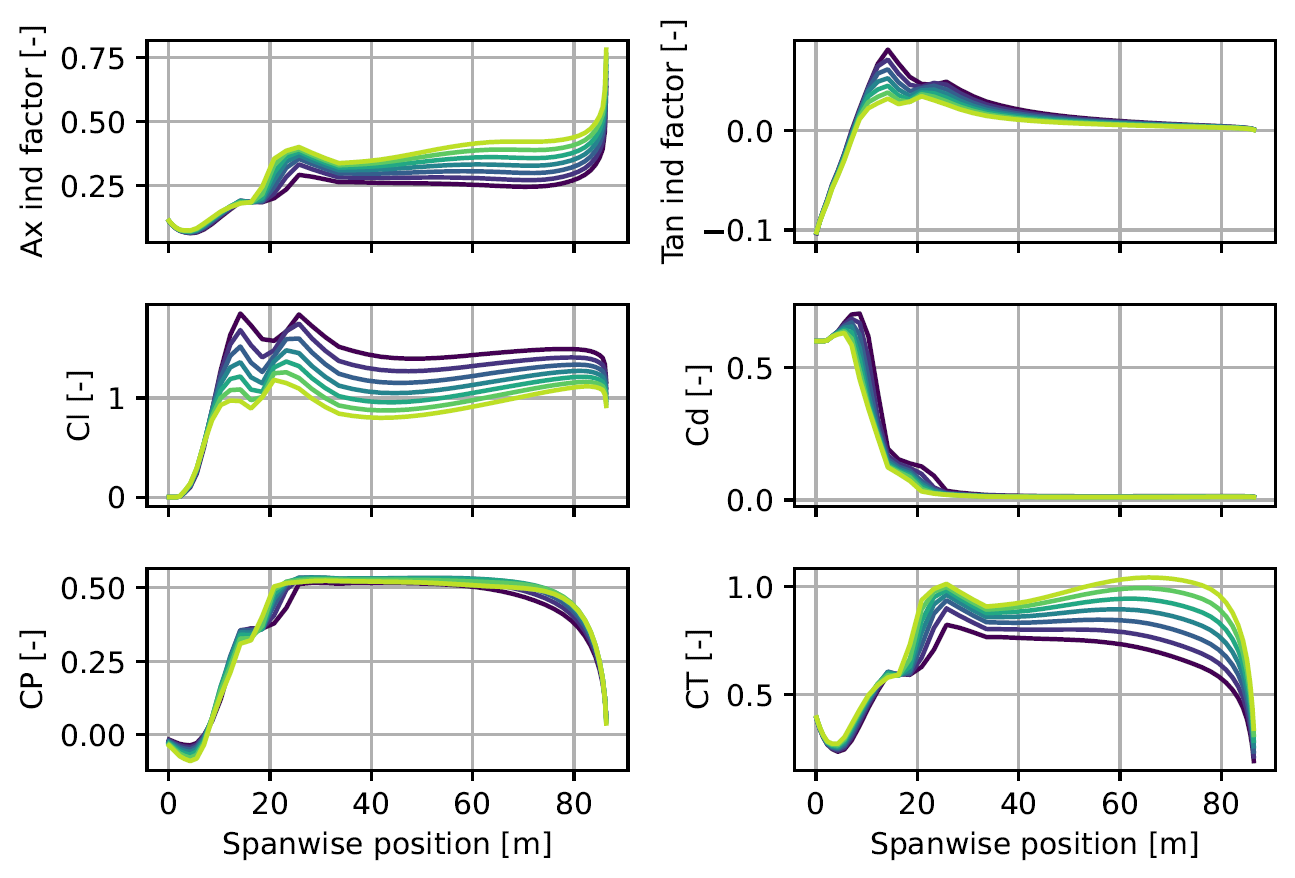 Ax ind factor [-]
0.75
0.50
0.25
Tan ind factor [-]
0.0
−0.1
Cl [-]
1
0
Cd [-]
0.5
0.0
CP [-]
0.50
0.25
0.00
0 20 40 60 80
Spanwise position [m]
CT [-]
1.0
0.5
0 20 40 60 80
Spanwise position [m]